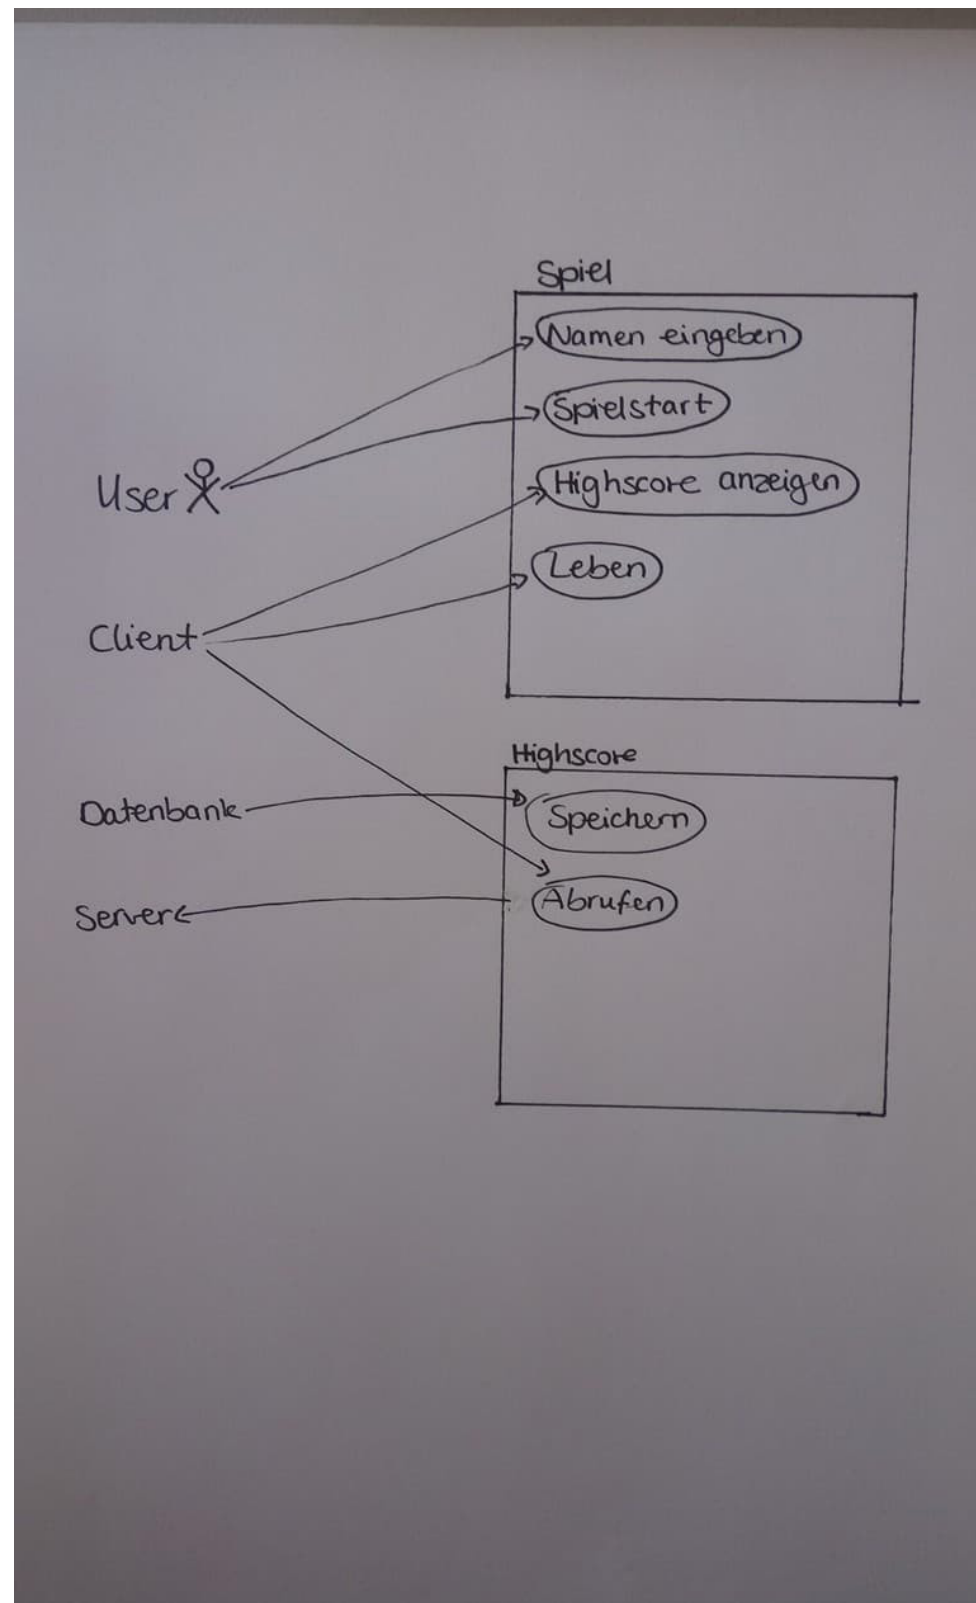 Spiel
Namen eingeben
Spielstart
Highscore anzeigen
User
Leben
Client
Highscore
Datenbank
Speichern
Abrufen
Server